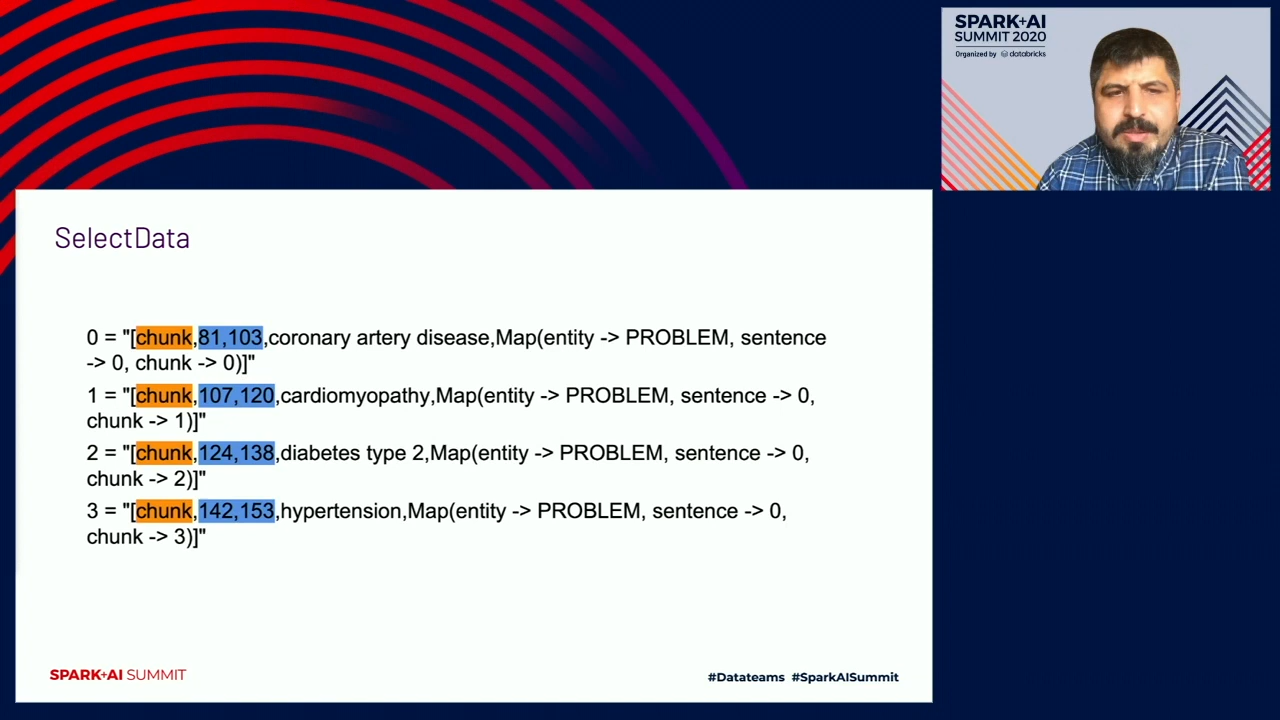 SPARK+AI
SUMMIT 2020
Organized by databricks
SelectData
0 = "[chunk,81,103,coronary artery disease,Map(entity -> PROBLEM, sentence
-> 0, chunk -> 0)]"
1 = "[chunk,107,120,cardiomyopathy,Map(entity -> PROBLEM, sentence -> 0,
chunk -> 1)]"
2 = "[chunk,124,138,diabetes type 2,Map(entity -> PROBLEM, sentence -> 0,
chunk -> 2)]"
3 = "[chunk,142,153,hypertension,Map(entity -> PROBLEM, sentence -> 0,
chunk -> 3)]"
SPARK+AI SUMMIT
#Datateams #SparkAISummit